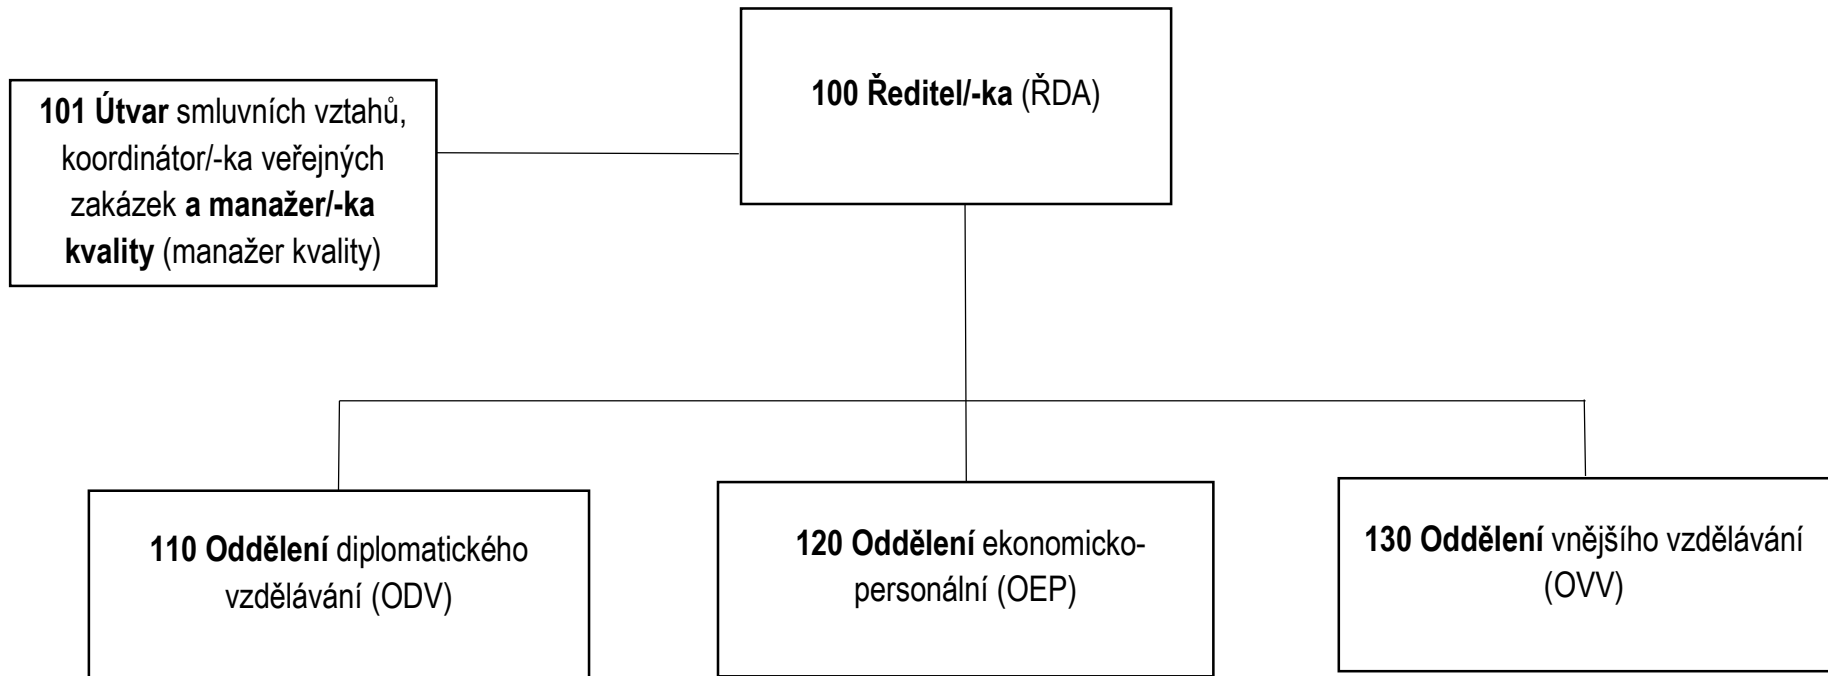 100 Ředitel/-ka (ŘDA)
101 Útvar smluvních vztahů,
koordinátor/-ka veřejných
zakázek a manažer/-ka
kvality (manažer kvality)
110 Oddělení diplomatického
vzdělávání (ODV)
120 Oddělení ekonomicko-
personální (OEP)
130 Oddělení vnějšího vzdělávání
(OVV)